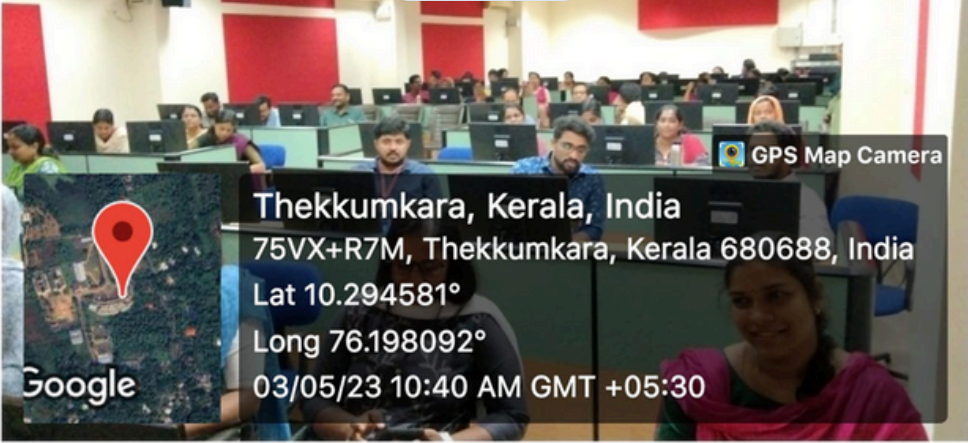 GPS Map Camera
Thekkumkara, Kerala, India
75VX+R7M, Thekkumkara, Kerala 680688, India
Lat 10.294581°
Long 76.198092°
03/05/23 10:40 AM GMT +05:30
Google